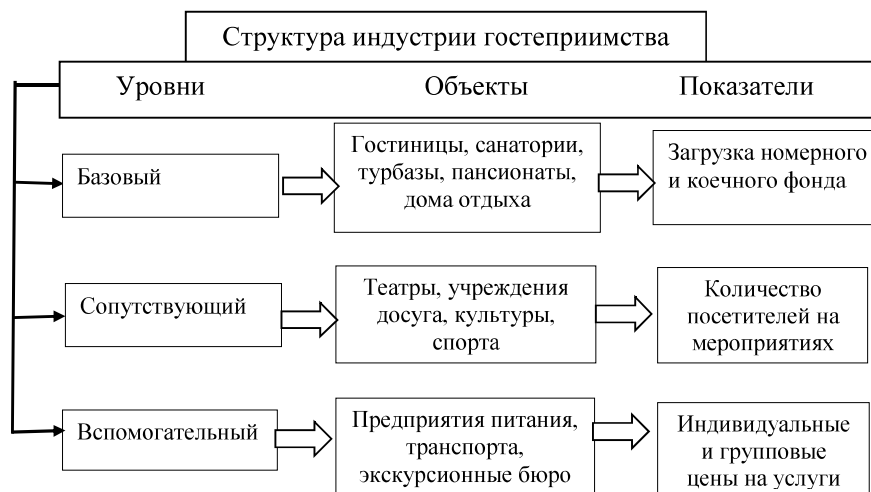 Структура индустрии гостеприимства
Уровни Объекты Показатели
Базовый
Гостиницы, санатории,
турбазы, пансионаты,
дома отдыха
Загрузка номерного
и коечного фонда
Сопутствующий
Театры, учреждения
досуга, культуры,
спорта
Количество
посетителей на
мероприятиях
Вспомогательный
Предприятия питания,
транспорта,
экскурсионные бюро
Индивидуальные
и групповые
цены на услуги